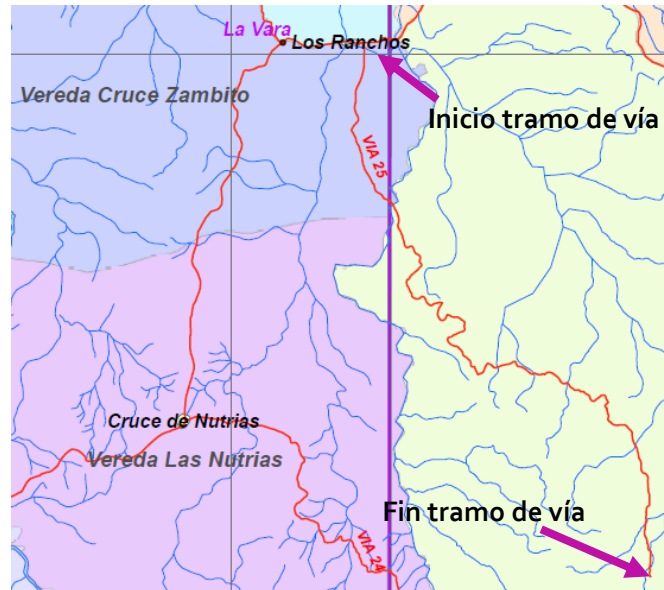 La Vara
Los Ranchos
Vereda Cruce Zambito
Inicio tramo de vía
VIA 25
Cruce de Nutrias
Vereda Las Nutrias
Fin tramo de vía
VIA 24